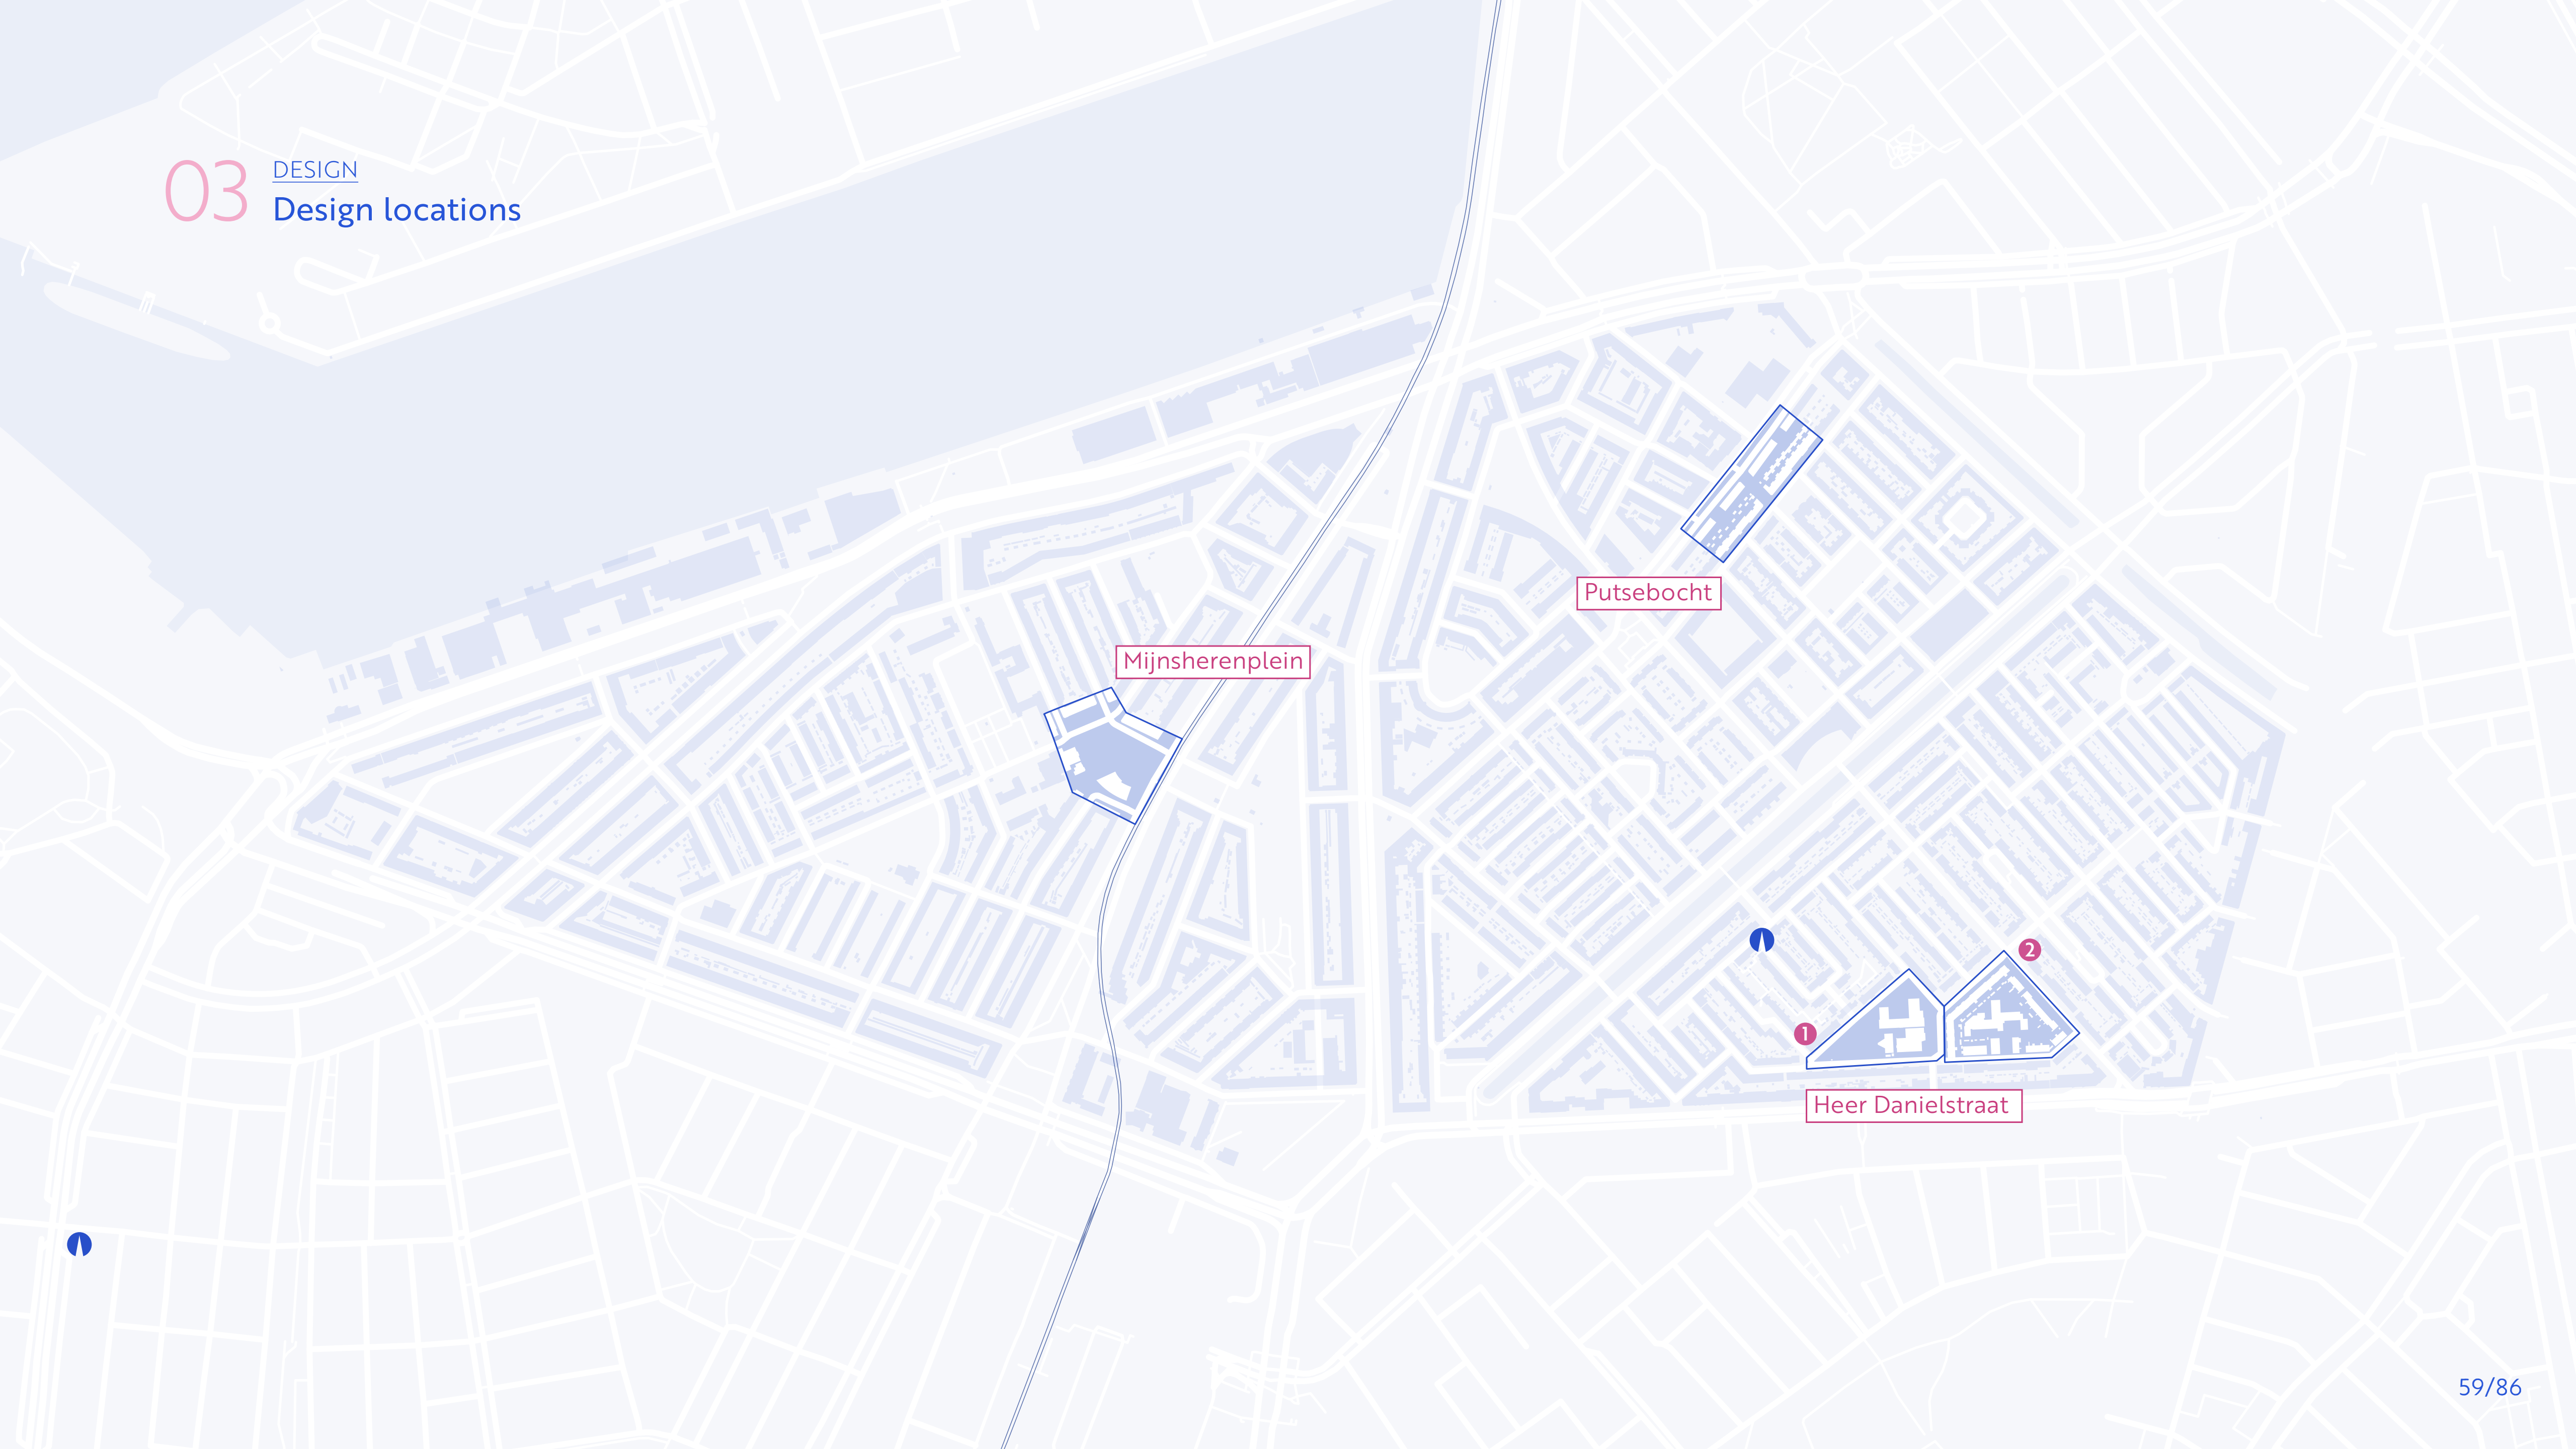 03
DESIGN
Design locations
Putsebocht
Mijnsherenplein
2
1
Heer Danielstraat
59/86